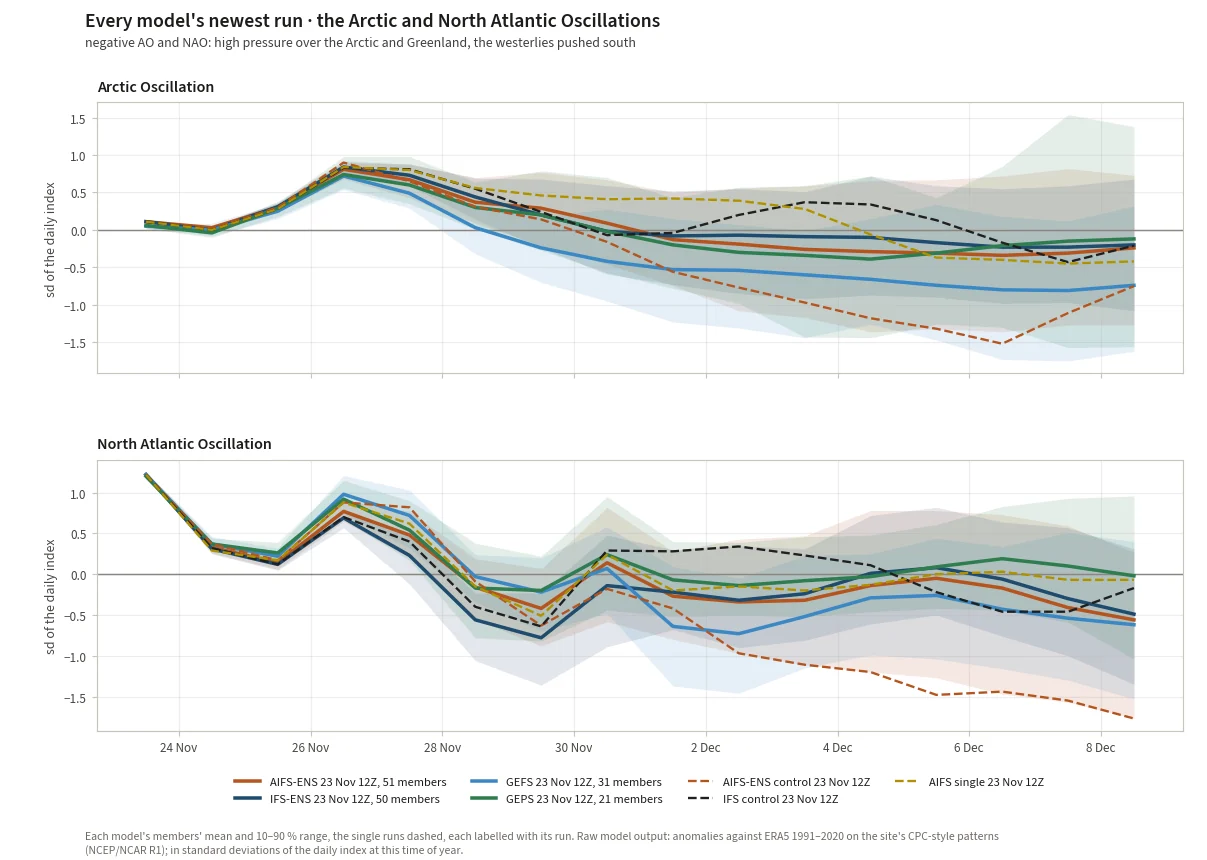 Every model's newest run · the Arctic and North Atlantic Oscillations
negative AO and NAO: high pressure over the Arctic and Greenland, the westerlies pushed south
Arctic Oscillation
sd of the daily index
1.5
1.0
0.5
0.0
−0.5
−1.0
−1.5
North Atlantic Oscillation
sd of the daily index
1.0
0.5
0.0
−0.5
−1.0
−1.5
24 Nov 26 Nov 28 Nov 30 Nov 2 Dec 4 Dec 6 Dec 8 Dec
AIFS-ENS 23 Nov 12Z, 51 members GEFS 23 Nov 12Z, 31 members AIFS-ENS control 23 Nov 12Z AIFS single 23 Nov 12Z
IFS-ENS 23 Nov 12Z, 50 members GEPS 23 Nov 12Z, 21 members IFS control 23 Nov 12Z
Each model's members' mean and 10–90 % range, the single runs dashed, each labelled with its run. Raw model output: anomalies against ERA5 1991–2020 on the site's CPC-style patterns
(NCEP/NCAR R1); in standard deviations of the daily index at this time of year.